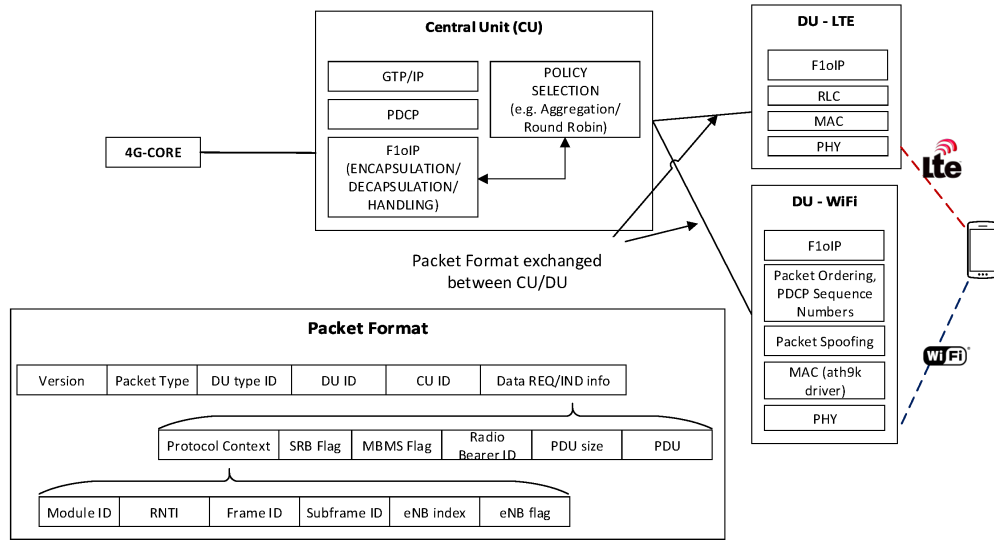 Central Unit (CU)
GTP/IP
PDCP
F1oIP
(ENCAPSULATION/
DECAPSULATION/
HANDLING)
POLICY
SELECTION
(e.g. Aggregation/
Round Robin)
4G-CORE
DU - LTE
F1oIP
RLC
MAC
PHY
Lte
DU - WiFi
F1oIP
Packet Ordering,
PDCP Sequence
Numbers
Packet Spoofing
MAC (ath9k
driver)
PHY
WiFi
Packet Format exchanged
between CU/DU
Packet Format
Version Packet Type DU type ID DU ID CU ID Data REQ/IND info
Protocol Context SRB Flag MBMS Flag Radio Bearer ID PDU size PDU
Module ID RNTI Frame ID Subframe ID eNB index eNB flag